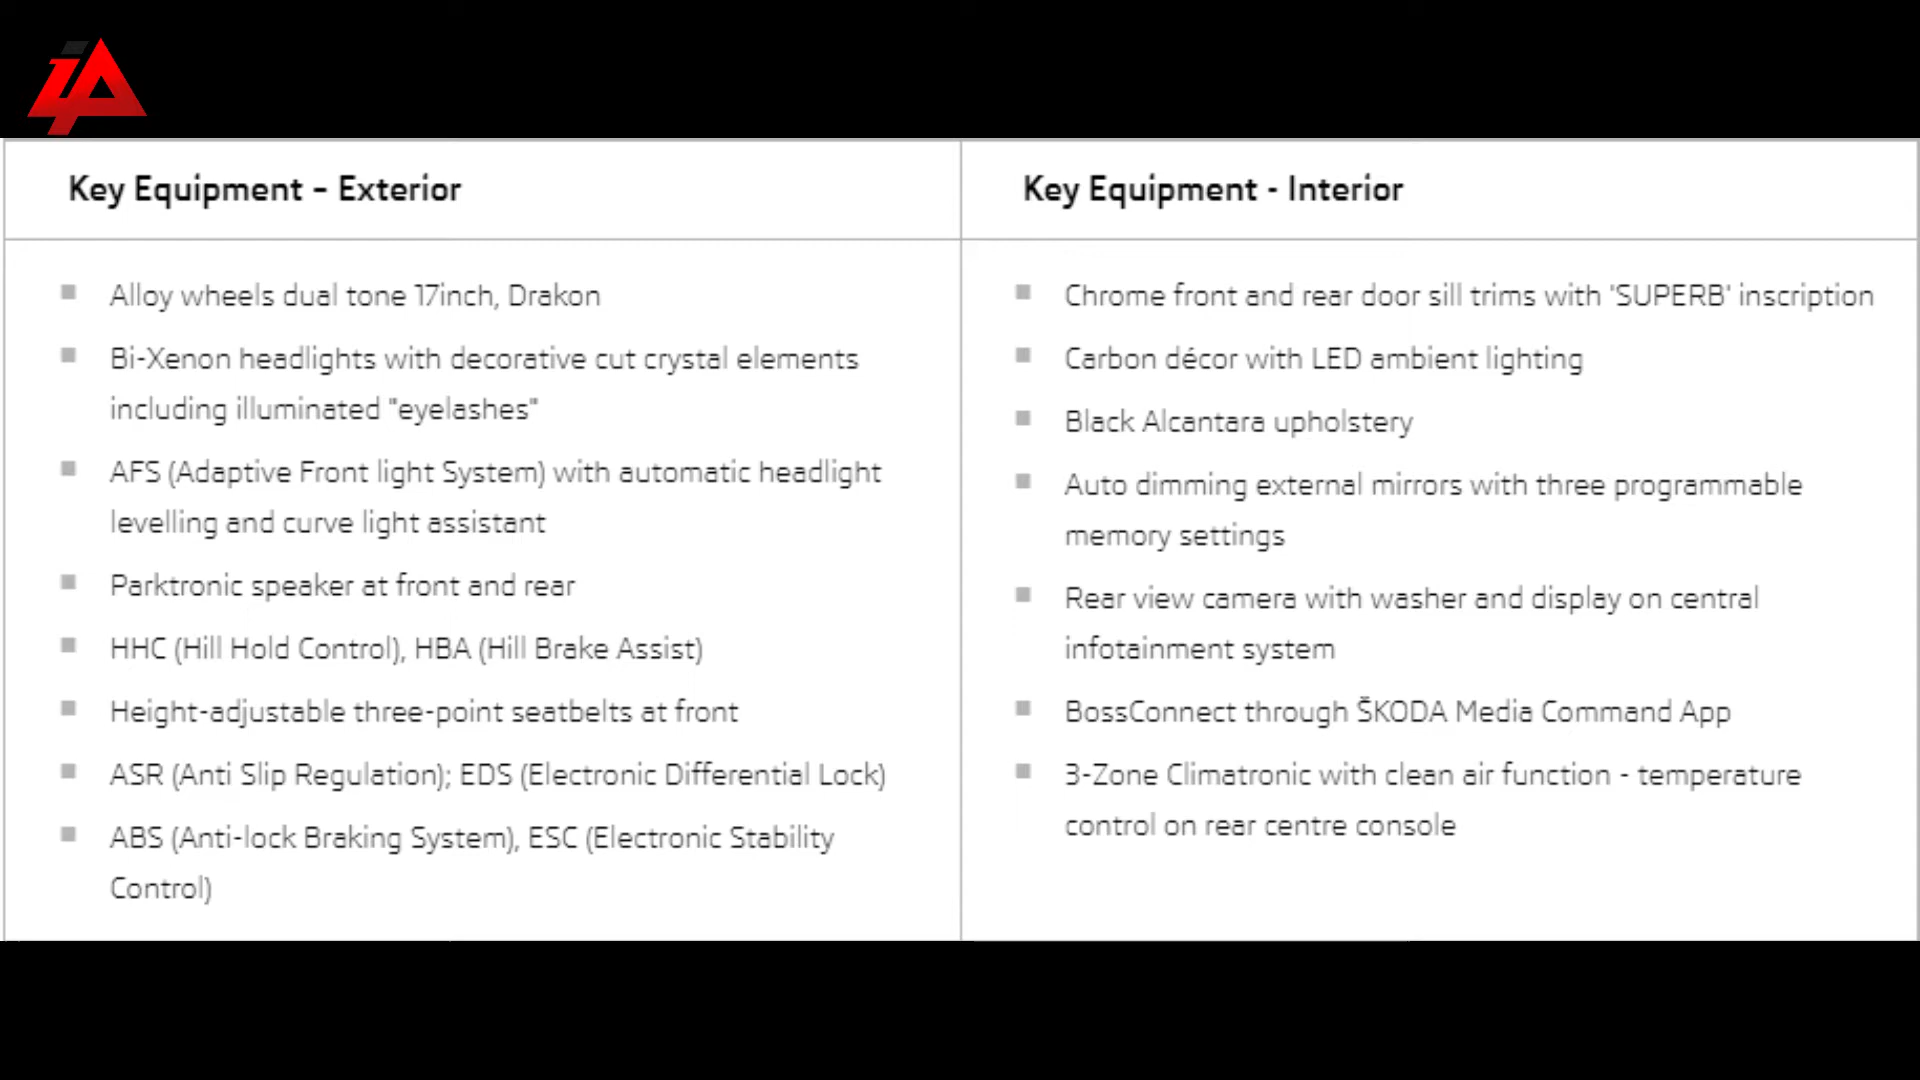 iA
Key Equipment – Exterior
Alloy wheels dual tone 17inch, Drakon
Bi-Xenon headlights with decorative cut crystal elements
including illuminated "eyelashes"
AFS (Adaptive Front light System) with automatic headlight
levelling and curve light assistant
Parktronic speaker at front and rear
HHC (Hill Hold Control), HBA (Hill Brake Assist)
Height-adjustable three-point seatbelts at front
ASR (Anti Slip Regulation); EDS (Electronic Differential Lock)
ABS (Anti-lock Braking System), ESC (Electronic Stability
Control)
Key Equipment - Interior
Chrome front and rear door sill trims with 'SUPERB' inscription
Carbon décor with LED ambient lighting
Black Alcantara upholstery
Auto dimming external mirrors with three programmable
memory settings
Rear view camera with washer and display on central
infotainment system
BossConnect through ŠKODA Media Command App
3-Zone Climatronic with clean air function - temperature
control on rear centre console